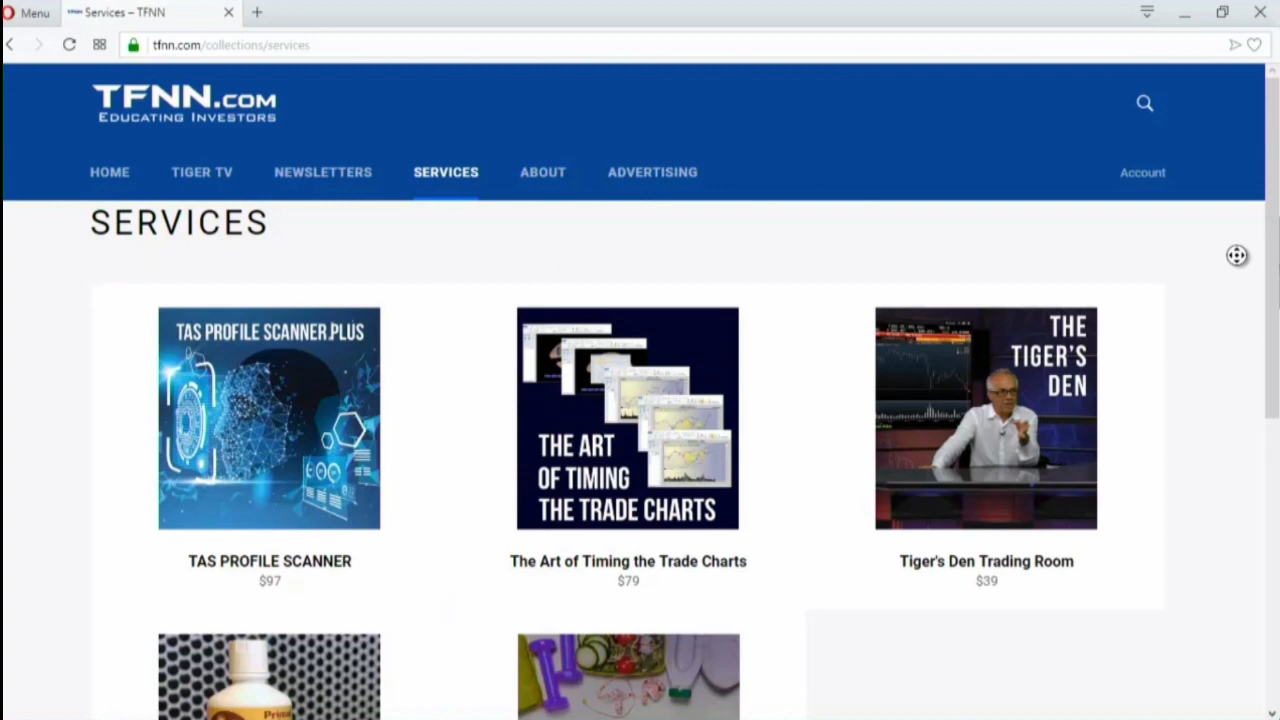 Menu
Services – TFNN
tfnn.com/collections/services
TFNN.COM
EDUCATING INVESTORS
HOME
TIGER TV
NEWSLETTERS
SERVICES
ABOUT
ADVERTISING
Account
SERVICES
TAS PROFILE SCANNER PLUS
THE ART
OF TIMING
THE TRADE CHARTS
THE
TIGER'S
DEN
TAS PROFILE SCANNER
$97
The Art of Timing the Trade Charts
$79
Tiger's Den Trading Room
$39